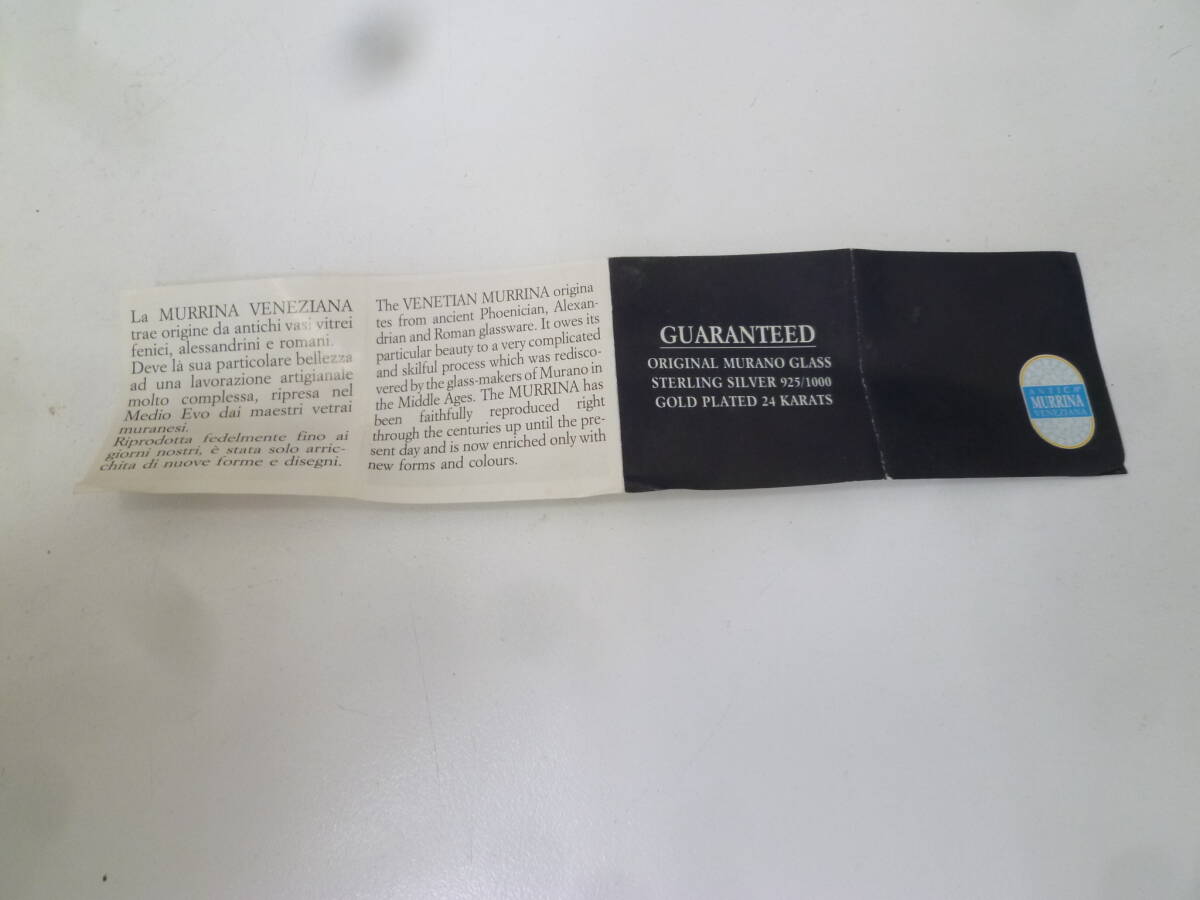 La MURRINA VENEZIANA
trae origine da antichi vasi vitrei
fenici, alessandrini e romani.
Deve la sua particolare bellezza
ad una lavorazione artigianale
molto complessa, ripresa nel
Medio Evo dai maestri vetrai
muranesi.
Riprodotta fedelmente fino ai
giorni nostri, è stata solo arric-
chita di nuove forme e disegni.
The VENETIAN MURRINA origina
tes from ancient Phoenician, Alexan-
drian and Roman glassware. It owes its
particular beauty to a very complicated
and skilful process which was redisco-
vered by the glass-makers of Murano in
the Middle Ages. The MURRINA has
been faithfully reproduced right
through the centuries up until the pre-
sent day and is now enriched only with
new forms and colours.
GUARANTEED
ORIGINAL MURANO GLASS
STERLING SILVER 925/1000
GOLD PLATED 24 KARATS
ANTICA
MURRINA
VENEZIANA